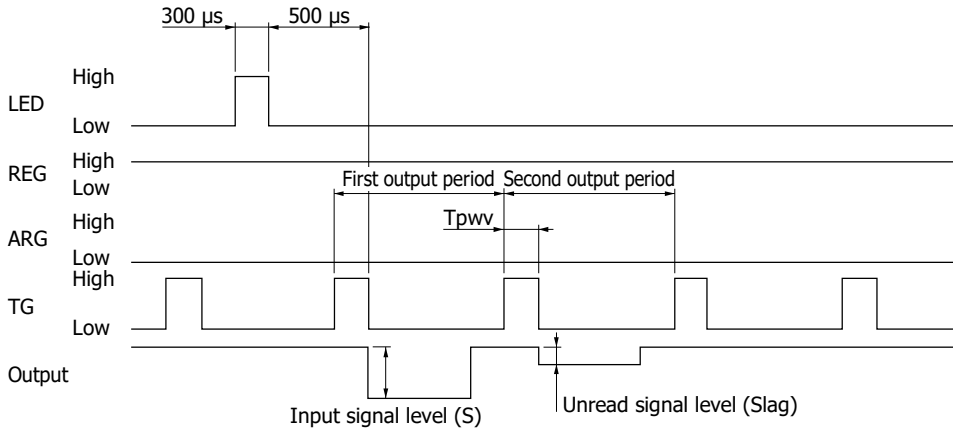 300 µs 500 µs
LED
High
Low
REG
High
Low
First output period Second output period
ARG
High
Low
Tpwv
TG
High
Low
Output
Input signal level (S)
Unread signal level (Slag)